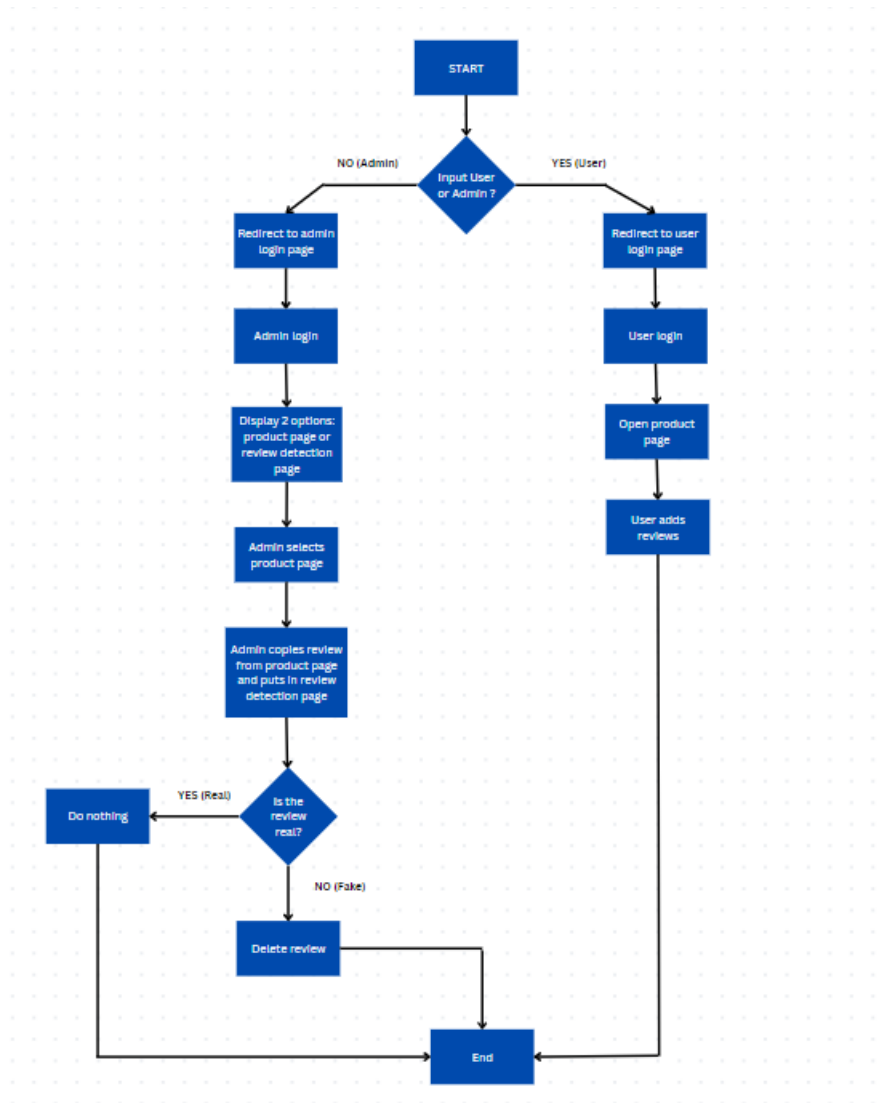 START
NO (Admin)
YES (User)
Input User
or Admin ?
Redirect to admin
login page
Redirect to user
login page
Admin login
User login
Display 2 options:
product page or
review detection
page
Open product
page
Admin selects
product page
User adds
reviews
Admin copies review
from product page
and puts in review
detection page
YES (Real)
Is the
review
real?
Do nothing
NO (Fake)
Delete review
End